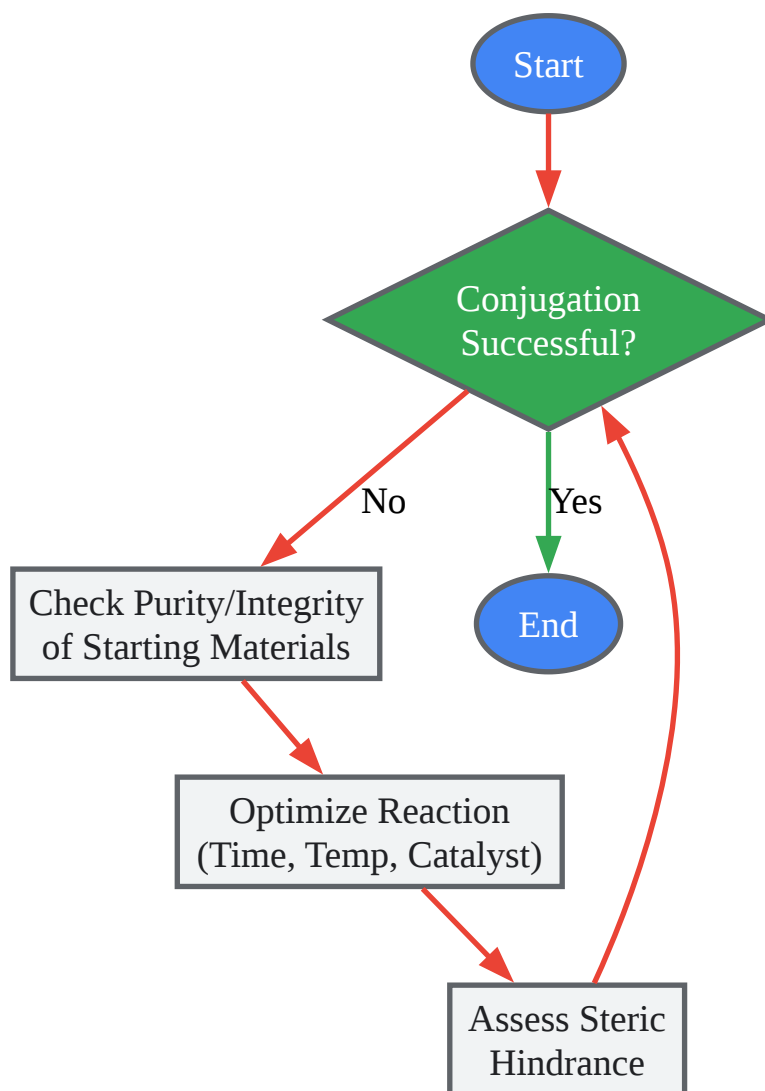 Start
Conjugation
Successful?
No
Yes
Check Purity/Integrity
of Starting Materials
End
Optimize Reaction
(Time, Temp, Catalyst)
Assess Steric
Hindrance